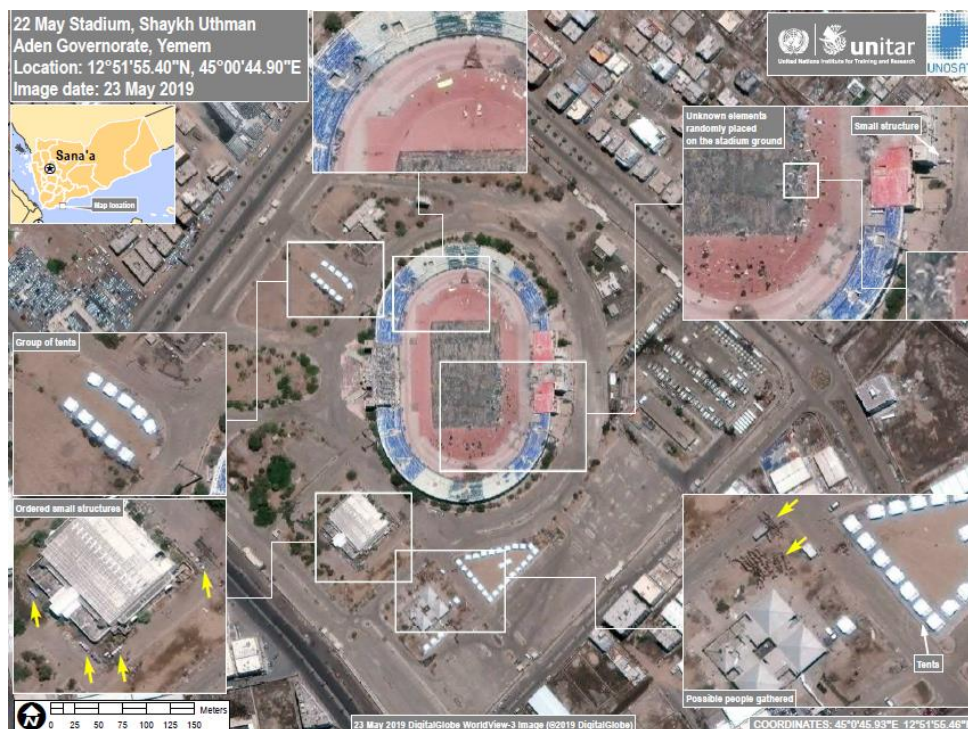 22 May Stadium, Shaykh Uthman
Aden Governorate, Yemem
Location: 12°51'55.40"N, 45°00'44.90"E
Image date: 23 May 2019
unitar
United Nations Institute for Training and Research
UNOSAT
Sana'a
Map location
Unknown elements
randomly placed
on the stadium ground
Small structure
Group of tents
Ordered small structures
Tents
Possible people gathered
N
Meters
0 25 50 75 100 125 150
23 May 2019 DigitalGlobe WorldView-3 Image (@2019 DigitalGlobe)
COORDINATES: 45°0'45.93"E 12°51'55.46"